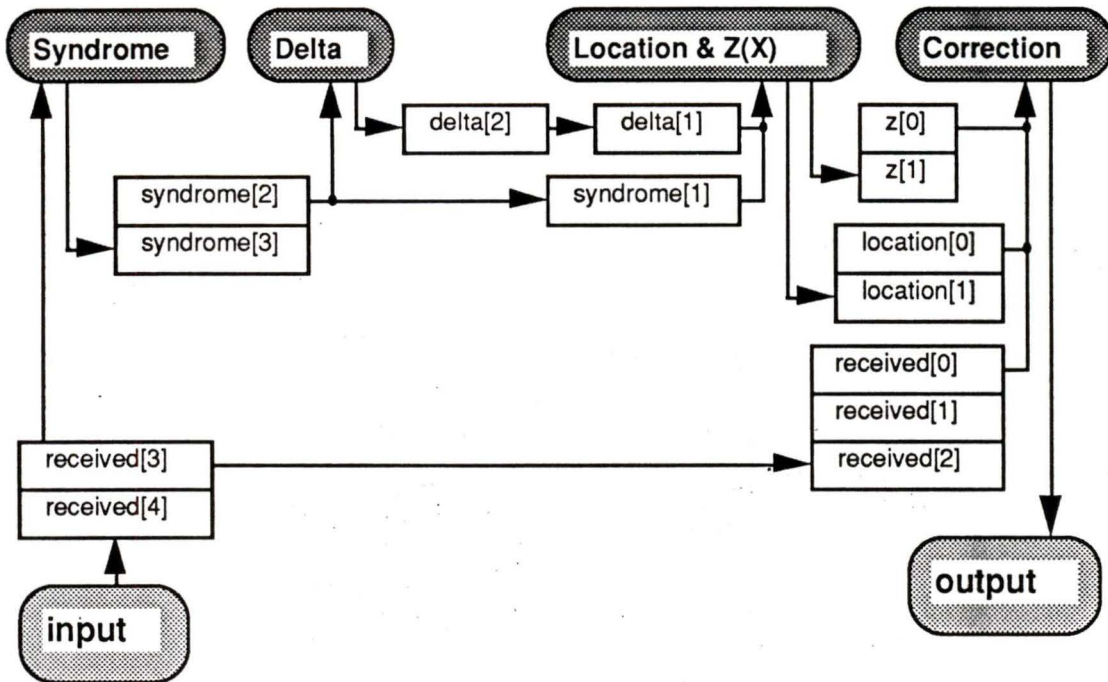 Syndrome
Delta
Location & Z(X)
Correction
delta[2]
delta[1]
z[0]
z[1]
syndrome[2]
syndrome[3]
syndrome[1]
location[0]
location[1]
received[0]
received[1]
received[2]
received[3]
received[4]
input
output